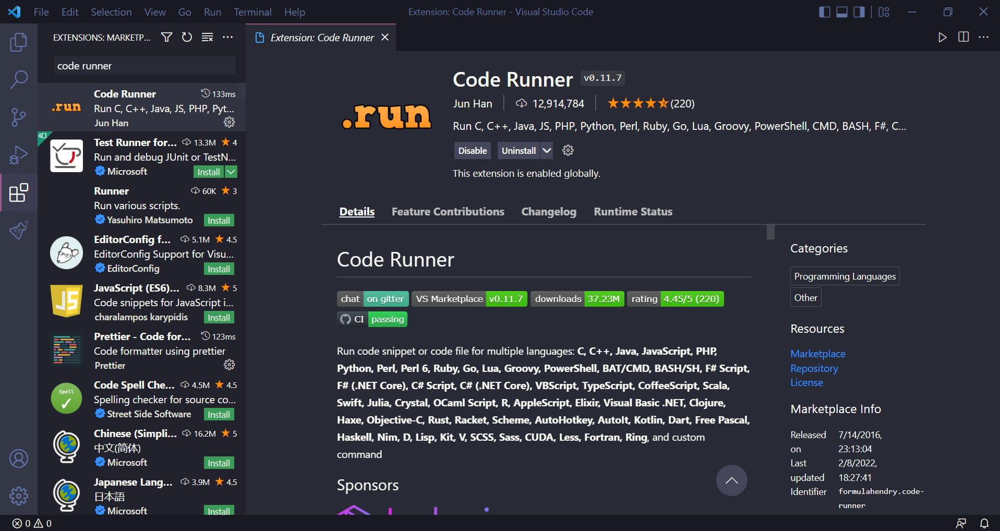 File Edit Selection View Go Run Terminal Help
Extension: Code Runner - Visual Studio Code
EXTENSIONS: MARKETP...
Extension: Code Runner
code runner
Code Runner 133ms
Run C, C++, Java, JS, PHP, Pyt...
Jun Han
.run
Test Runner for... 13.3M 4
Run and debug JUnit or TestN...
Microsoft Install
Runner 60K 3
Run various scripts.
Yasuhiro Matsumoto Install
EditorConfig f... 5.1M 4.5
EditorConfig Support for Visu...
EditorConfig Install
JS
JavaScript (ES6)... 8.3M 5
Code snippets for JavaScript i...
charalampos karypidis Install
Prettier - Code for... 123ms
Code formatter using prettier
Prettier
Spell
Code Spell Che... 4.5M 4.5
Spelling checker for source co...
Street Side Software Install
Chinese (Simpli... 16.2M 5
中文(简体)
Microsoft Install
Japanese Lang... 3.9M 4.5
日本語
Microsoft Install
.run
Code Runner v0.11.7
Jun Han 12,914,784 (220)
Run C, C++, Java, JS, PHP, Python, Perl, Ruby, Go, Lua, Groovy, PowerShell, CMD, BASH, F#, C...
Disable Uninstall
This extension is enabled globally.
Details Feature Contributions Changelog Runtime Status
Code Runner
chat on gitter VS Marketplace v0.11.7 downloads 37.23M rating 4.45/5 (220)
CI passing
Run code snippet or code file for multiple languages: C, C++, Java, JavaScript, PHP,
Python, Perl, Perl 6, Ruby, Go, Lua, Groovy, PowerShell, BAT/CMD, BASH/SH, F# Script,
F# (.NET Core), C# Script, C# (.NET Core), VBScript, TypeScript, CoffeeScript, Scala,
Swift, Julia, Crystal, OCaml Script, R, AppleScript, Elixir, Visual Basic .NET, Clojure,
Haxe, Objective-C, Rust, Racket, Scheme, AutoHotkey, AutoIt, Kotlin, Dart, Free Pascal,
Haskell, Nim, D, Lisp, Kit, V, SCSS, Sass, CUDA, Less, Fortran, Ring, and custom
command
Sponsors
Categories
Programming Languages
Other
Resources
Marketplace
Repository
License
Marketplace Info
Released 7/14/2016,
on 23:13:04
Last 2/8/2022,
updated 18:27:41
Identifier formulahendry.code-
runner
0 0